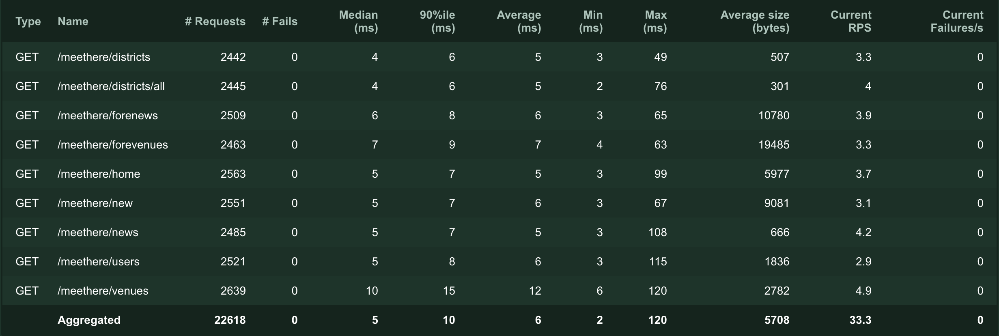 Type Name # Requests # Fails Median (ms) 90%ile (ms) Average (ms) Min (ms) Max (ms) Average size (bytes) Current RPS Current Failures/s
GET /meethere/districts 2442 0 4 6 5 3 49 507 3.3 0
GET /meethere/districts/all 2445 0 4 6 5 2 76 301 4 0
GET /meethere/forenews 2509 0 6 8 6 3 65 10780 3.9 0
GET /meethere/forevenues 2463 0 7 9 7 4 63 19485 3.3 0
GET /meethere/home 2563 0 5 7 5 3 99 5977 3.7 0
GET /meethere/new 2551 0 5 7 6 3 67 9081 3.1 0
GET /meethere/news 2485 0 5 7 5 3 108 666 4.2 0
GET /meethere/users 2521 0 5 8 6 3 115 1836 2.9 0
GET /meethere/venues 2639 0 10 15 12 6 120 2782 4.9 0
Aggregated 22618 0 5 10 6 2 120 5708 33.3 0